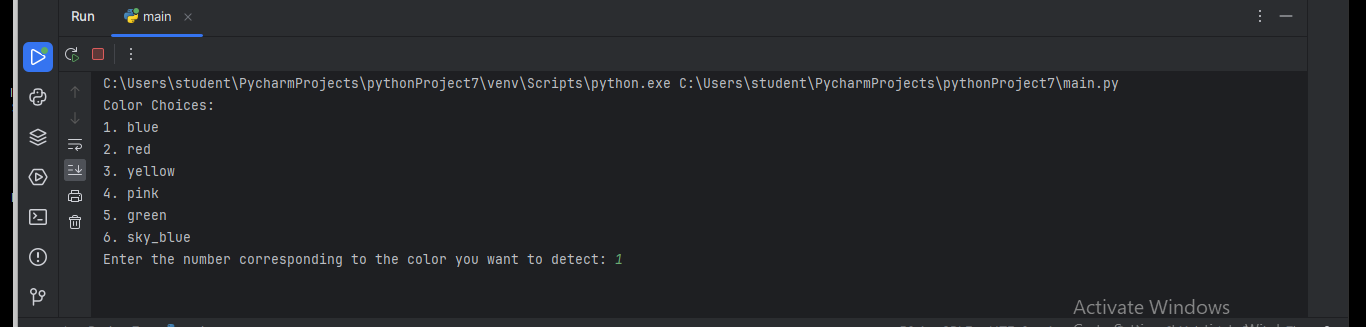 Run main
C:\Users\student\PycharmProjects\pythonProject7\venv\Scripts\python.exe C:\Users\student\PycharmProjects\pythonProject7\main.py
Color Choices:
1. blue
2. red
3. yellow
4. pink
5. green
6. sky_blue
Enter the number corresponding to the color you want to detect: 1
Activate Windows